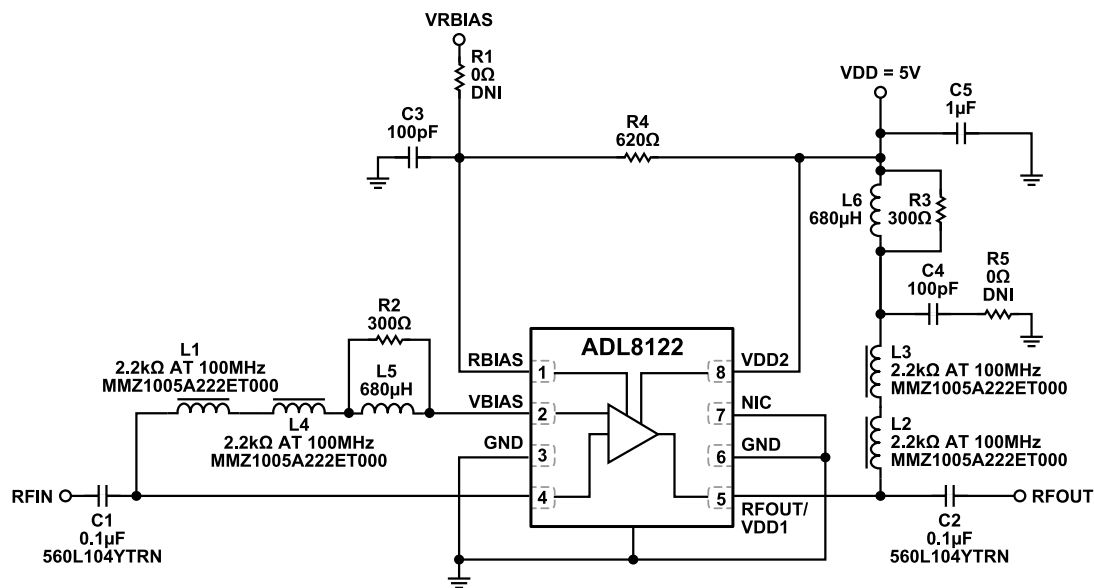 VRBIAS
R1
0Ω
DNI
VDD = 5V
C3
100pF
R4
620Ω
C5
1µF
L6
680µH
R3
300Ω
C4
100pF
R5
0Ω
DNI
R2
300Ω
L1
2.2kΩ AT 100MHz
MMZ1005A222ET000
L5
680µH
L4
2.2kΩ AT 100MHz
MMZ1005A222ET000
ADL8122
RBIAS
1
8
VDD2
VBIAS
2
7
NIC
GND
3
6
GND
4
5
RFOUT/
VDD1
L3
2.2kΩ AT 100MHz
MMZ1005A222ET000
L2
2.2kΩ AT 100MHz
MMZ1005A222ET000
RFIN
C1
0.1µF
560L104YTRN
RFOUT
C2
0.1µF
560L104YTRN